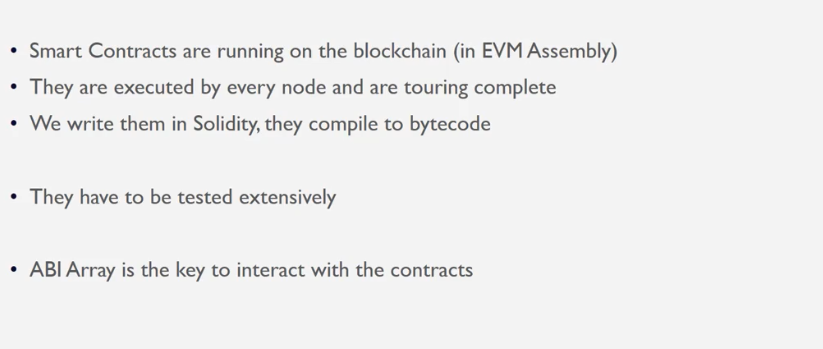 • Smart Contracts are running on the blockchain (in EVM Assembly)
• They are executed by every node and are touring complete
• We write them in Solidity, they compile to bytecode
• They have to be tested extensively
• ABI Array is the key to interact with the contracts